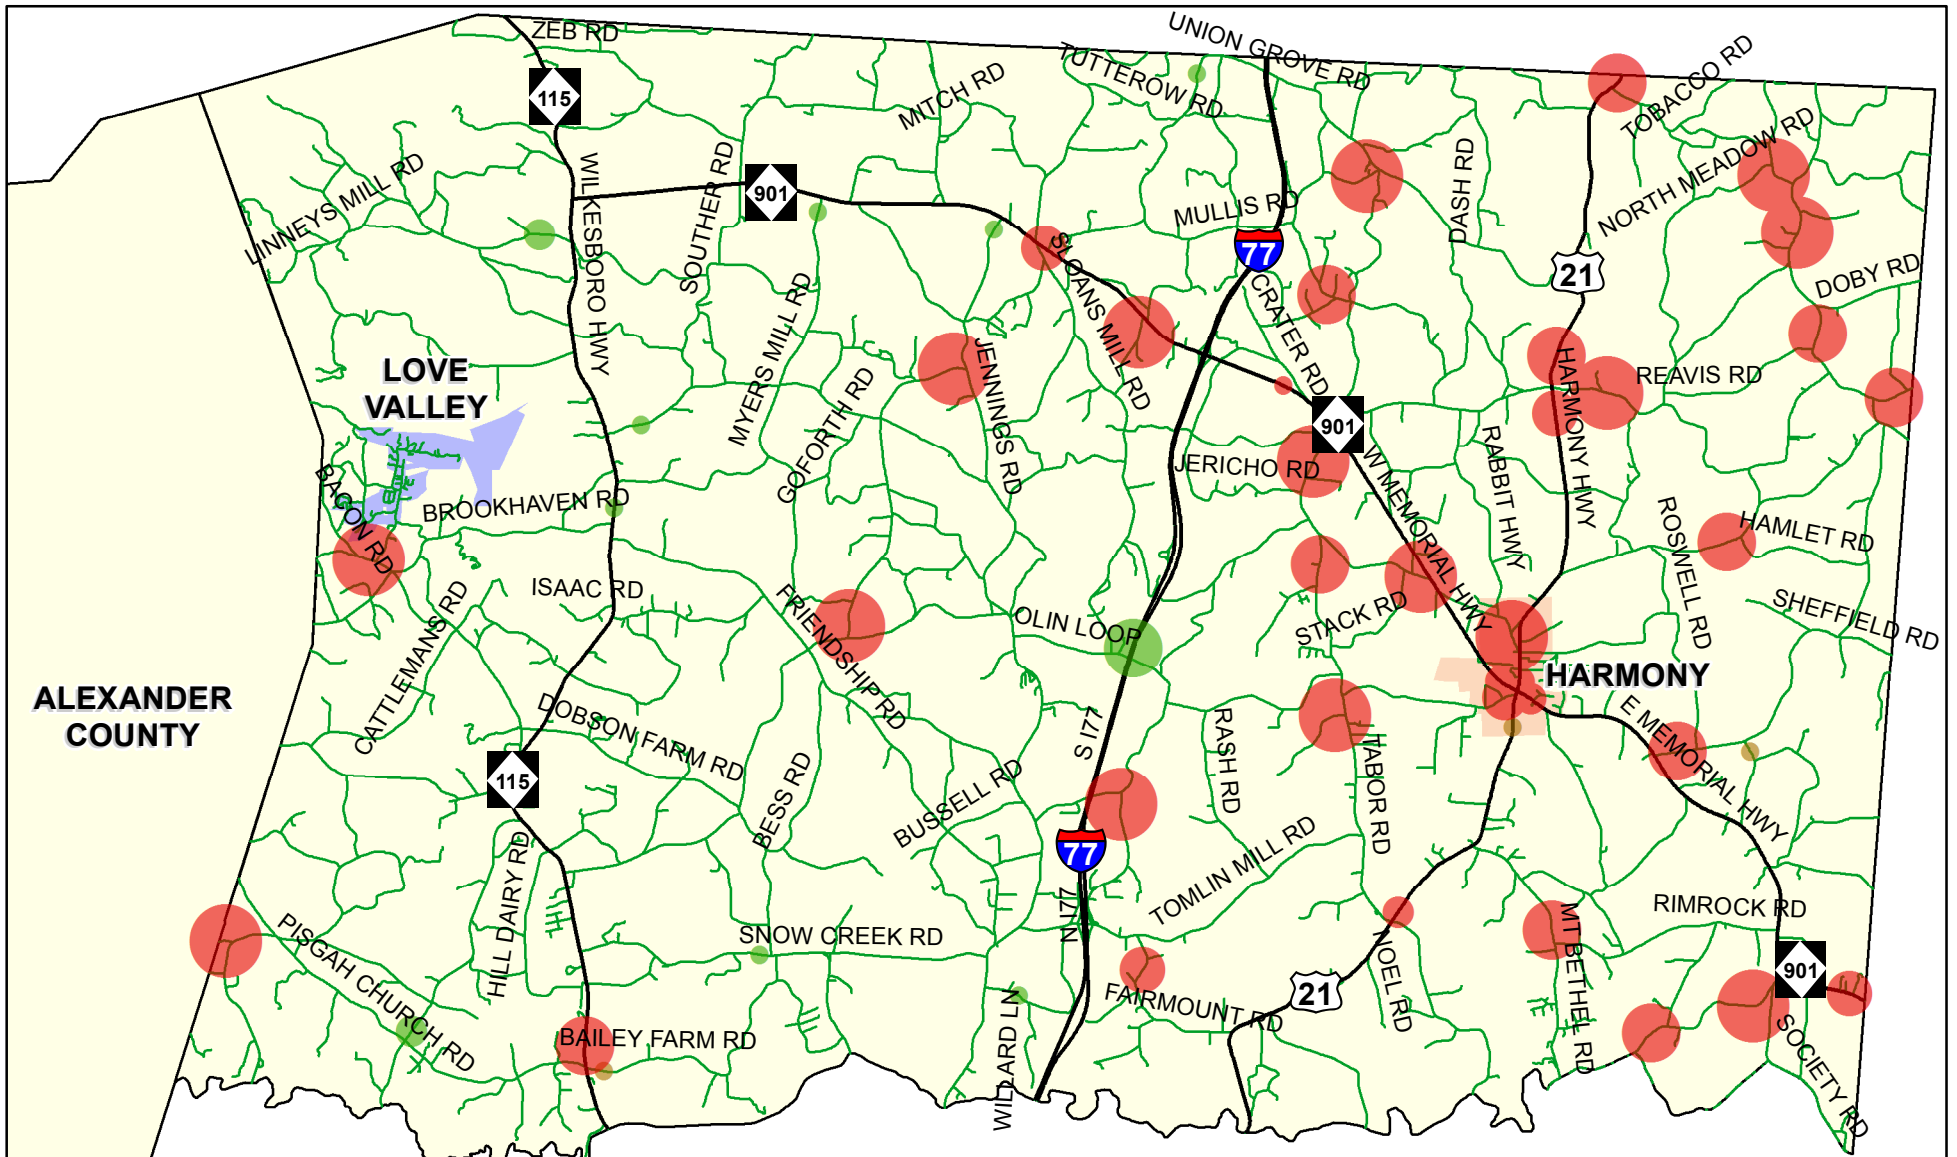 ZEB RD
UNION GROVE RD
TUTTEROW RD
MITCH RD
TOBACO RD
115
NORTH MEADOW RD
DASH RD
LINNEYS MILL RD
WILKESBORO HWY
SOUTHER RD
901
MULLIS RD
77
21
DOBY RD
SLOANS MILL RD
CRATER RD
MYERS MILL RD
JENNINGS RD
HARMONY HWY
REAVIS RD
LOVE
VALLEY
GOFORTH RD
901
RABBIT HWY
JERICHO RD
W MEMORIAL HWY
BACON RD
BROOKHAVEN RD
ROSWELL RD
HAMLET RD
ISAAC RD
CATTLEMANS RD
FRIENDSHIP RD
OLIN LOOP
STACK RD
SHEFFIELD RD
ALEXANDER
COUNTY
HARMONY
DOBSON FARM RD
S I77
RASH RD
TABOR RD
E MEMORIAL HWY
115
BESS RD
BUSSELL RD
77
TOMLIN MILL RD
HILL DAIRY RD
PISGAH CHURCH RD
SNOW CREEK RD
N I77
NOEL RD
MT BETHEL RD
RIMROCK RD
901
BAILEY FARM RD
WILLARD LN
FAIRMOUNT RD
21
SOCIETY RD